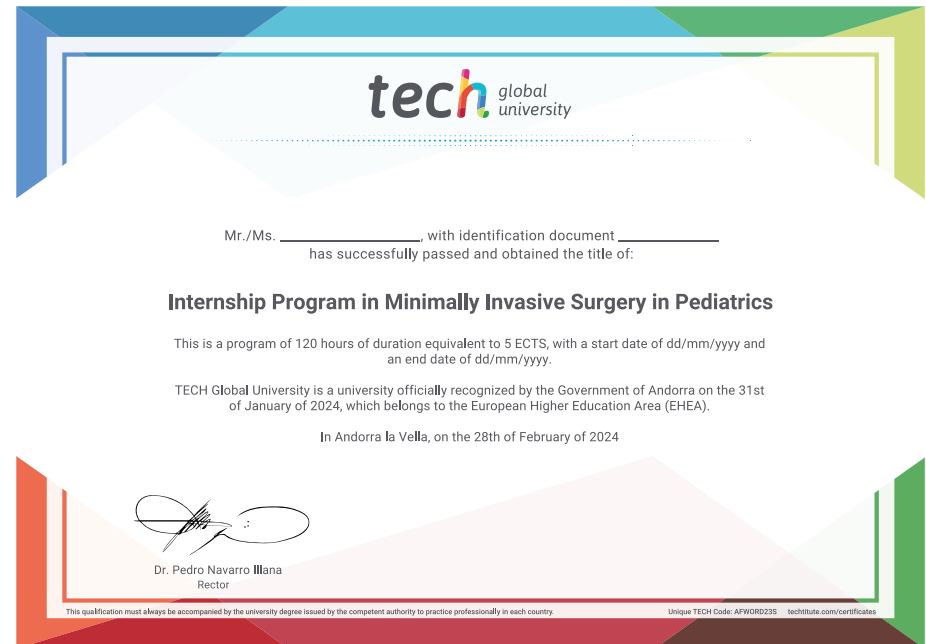 tech global university
Mr./Ms. ____________, with identification document ____________
has successfully passed and obtained the title of:
Internship Program in Minimally Invasive Surgery in Pediatrics
This is a program of 120 hours of duration equivalent to 5 ECTS, with a start date of dd/mm/yyyy and
an end date of dd/mm/yyyy.
TECH Global University is a university officially recognized by the Government of Andorra on the 31st
of January of 2024, which belongs to the European Higher Education Area (EHEA).
In Andorra la Vella, on the 28th of February of 2024
Dr. Pedro Navarro Illana
Rector
This qualification must always be accompanied by the university degree issued by the competent authority to practice professionally in each country.
Unique TECH Code: AFWORD23S techtitute.com/certificates